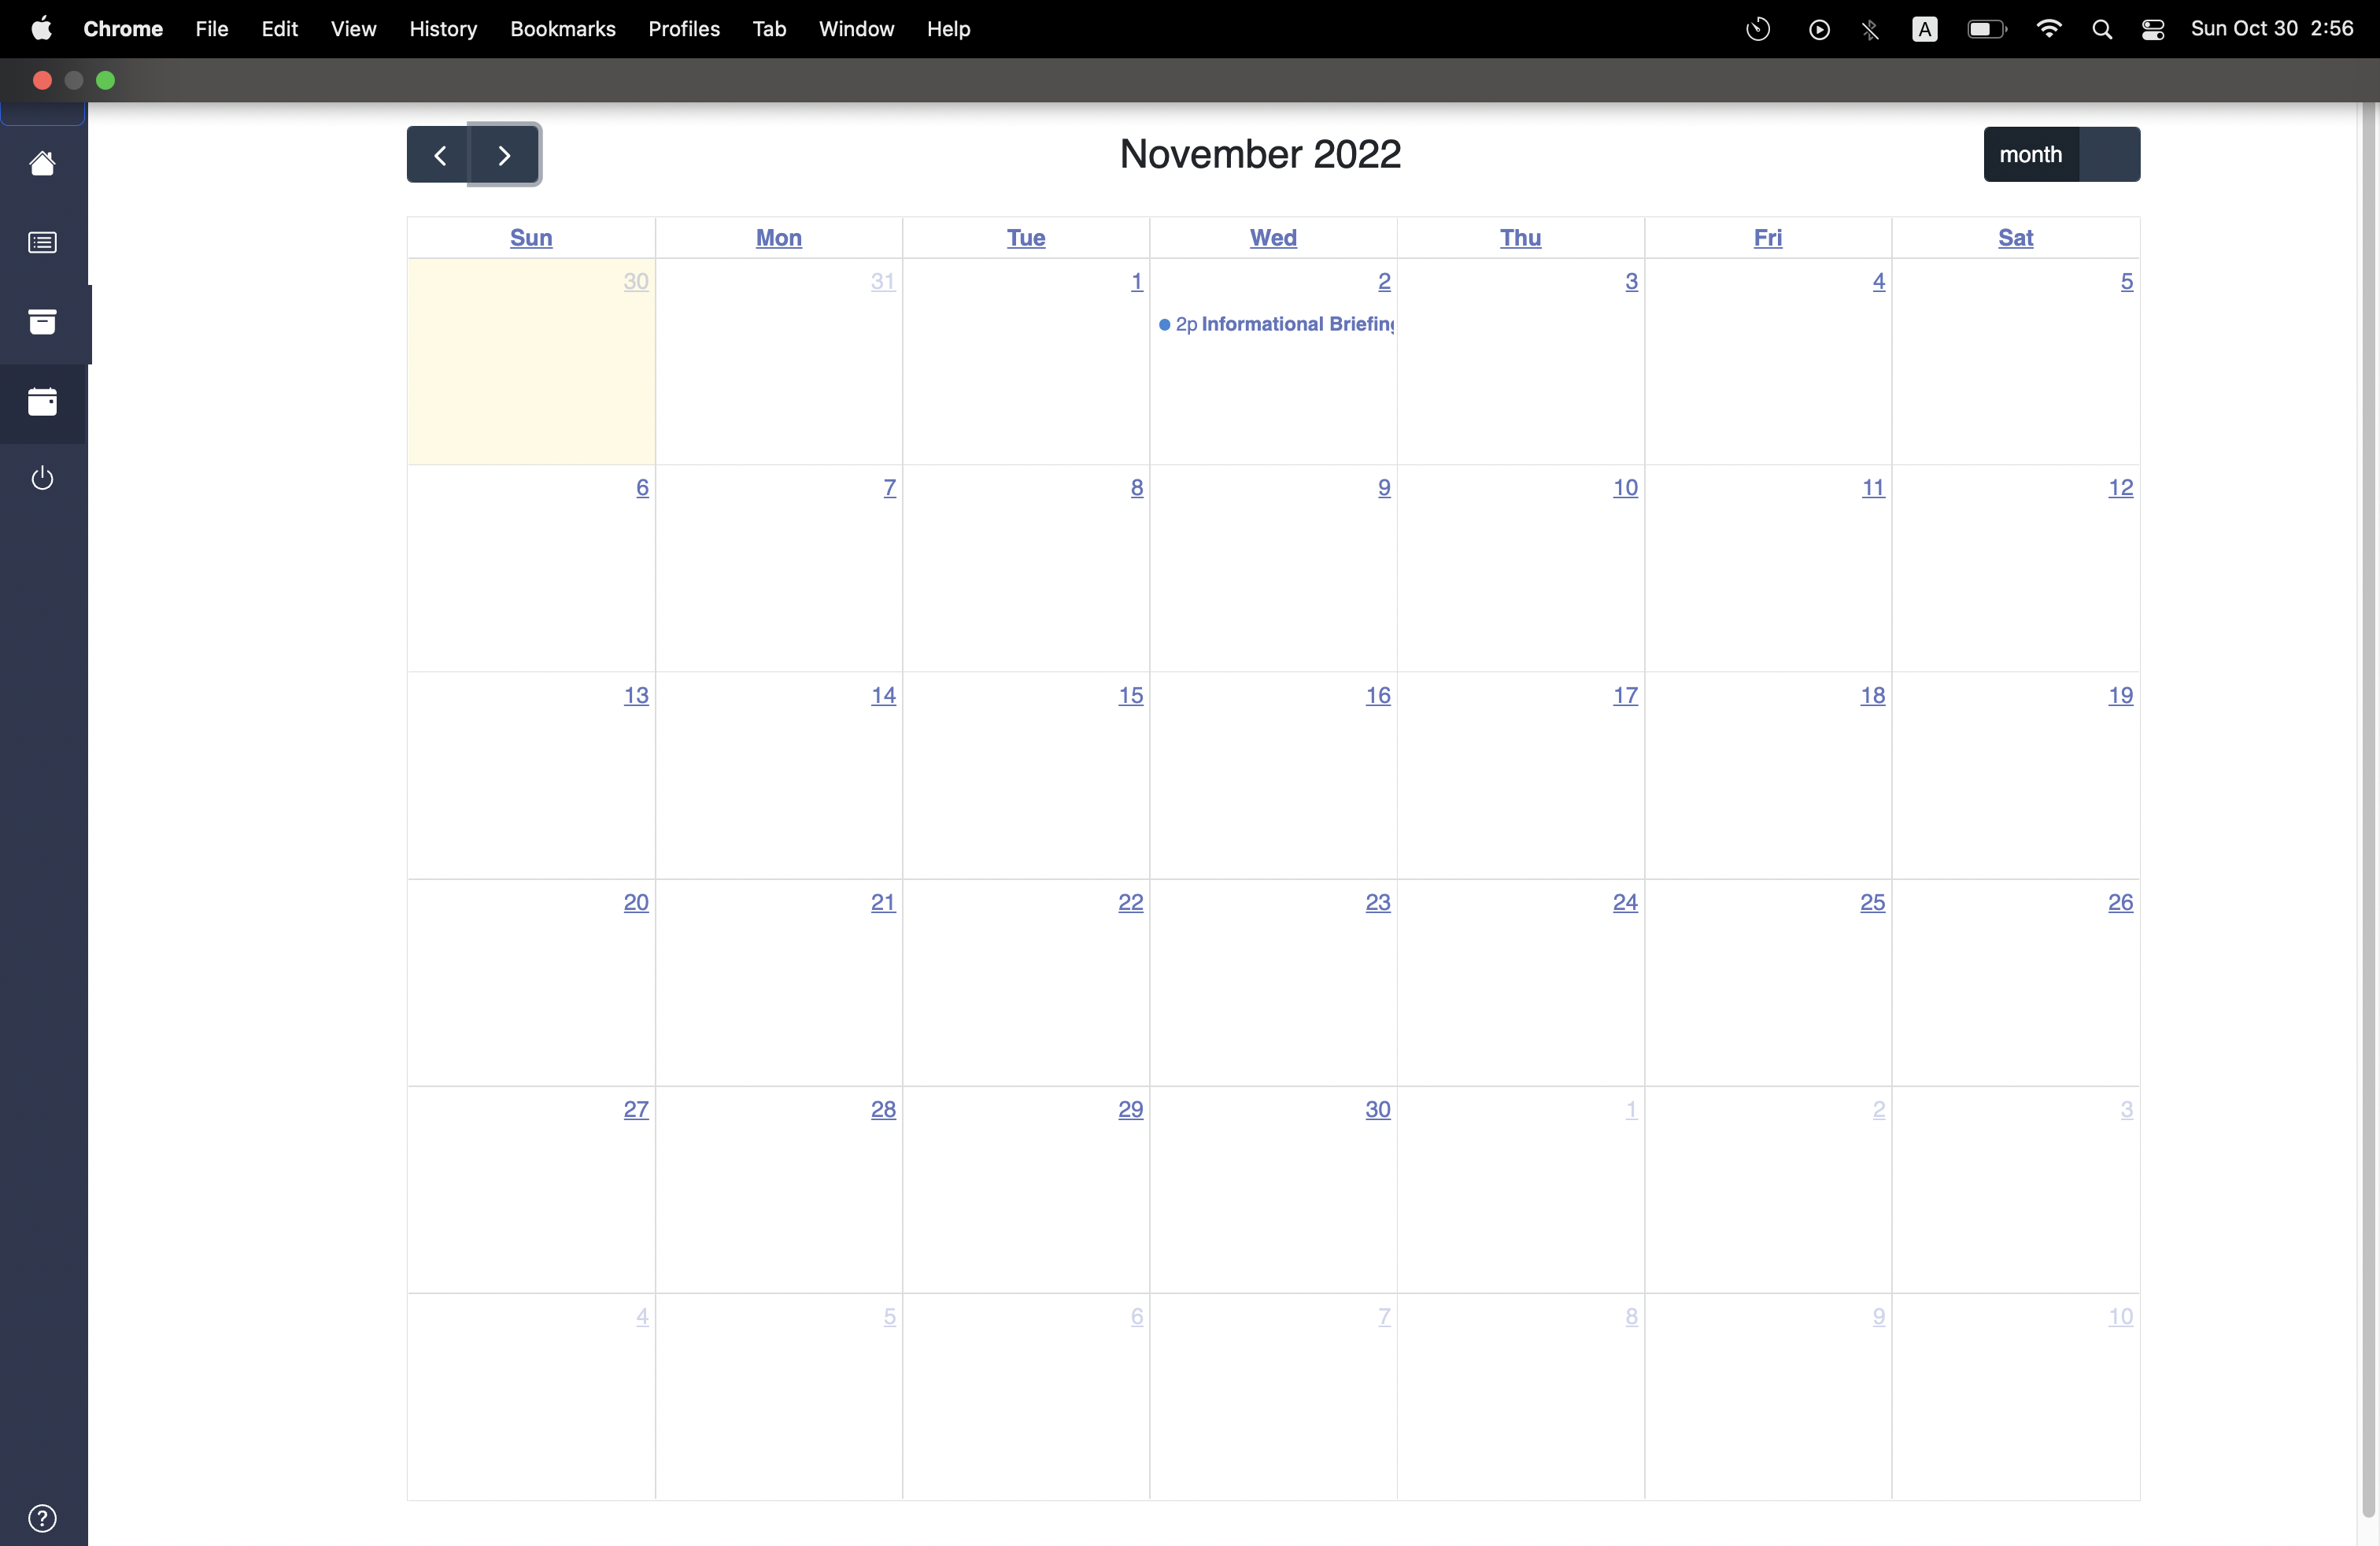 Chrome File Edit View History Bookmarks Profiles Tab Window Help A Sun Oct 30 2:56
November 2022
month
Sun Mon Tue Wed Thu Fri Sat
30 31 1 2 3 4 5
2p Informational Briefing
6 7 8 9 10 11 12
13 14 15 16 17 18 19
20 21 22 23 24 25 26
27 28 29 30 1 2 3
4 5 6 7 8 9 10
?